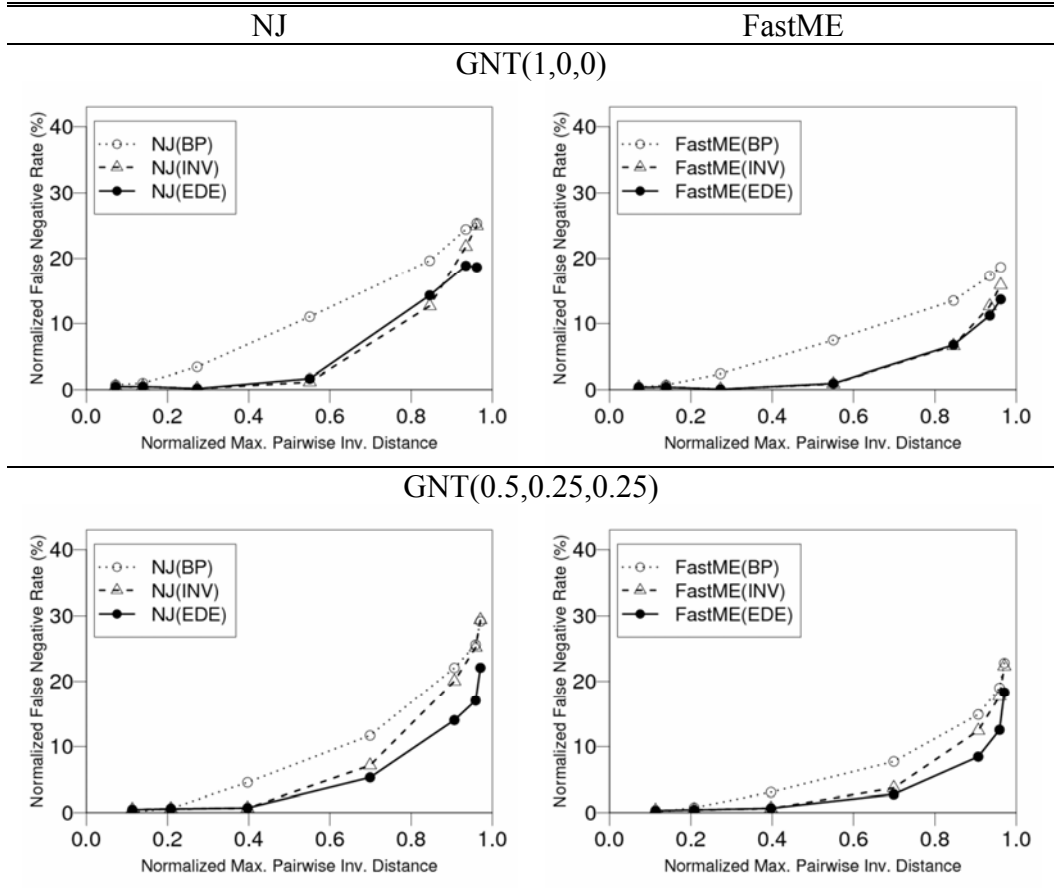 NJ FastME
GNT(1,0,0)
Normalized False Negative Rate (%)
40
30
20
10
0
NJ(BP)
NJ(INV)
NJ(EDE)
0.0 0.2 0.4 0.6 0.8 1.0
Normalized Max. Pairwise Inv. Distance
Normalized False Negative Rate (%)
40
30
20
10
0
FastME(BP)
FastME(INV)
FastME(EDE)
0.0 0.2 0.4 0.6 0.8 1.0
Normalized Max. Pairwise Inv. Distance
GNT(0.5,0.25,0.25)
Normalized False Negative Rate (%)
40
30
20
10
0
NJ(BP)
NJ(INV)
NJ(EDE)
0.0 0.2 0.4 0.6 0.8 1.0
Normalized Max. Pairwise Inv. Distance
Normalized False Negative Rate (%)
40
30
20
10
0
FastME(BP)
FastME(INV)
FastME(EDE)
0.0 0.2 0.4 0.6 0.8 1.0
Normalized Max. Pairwise Inv. Distance